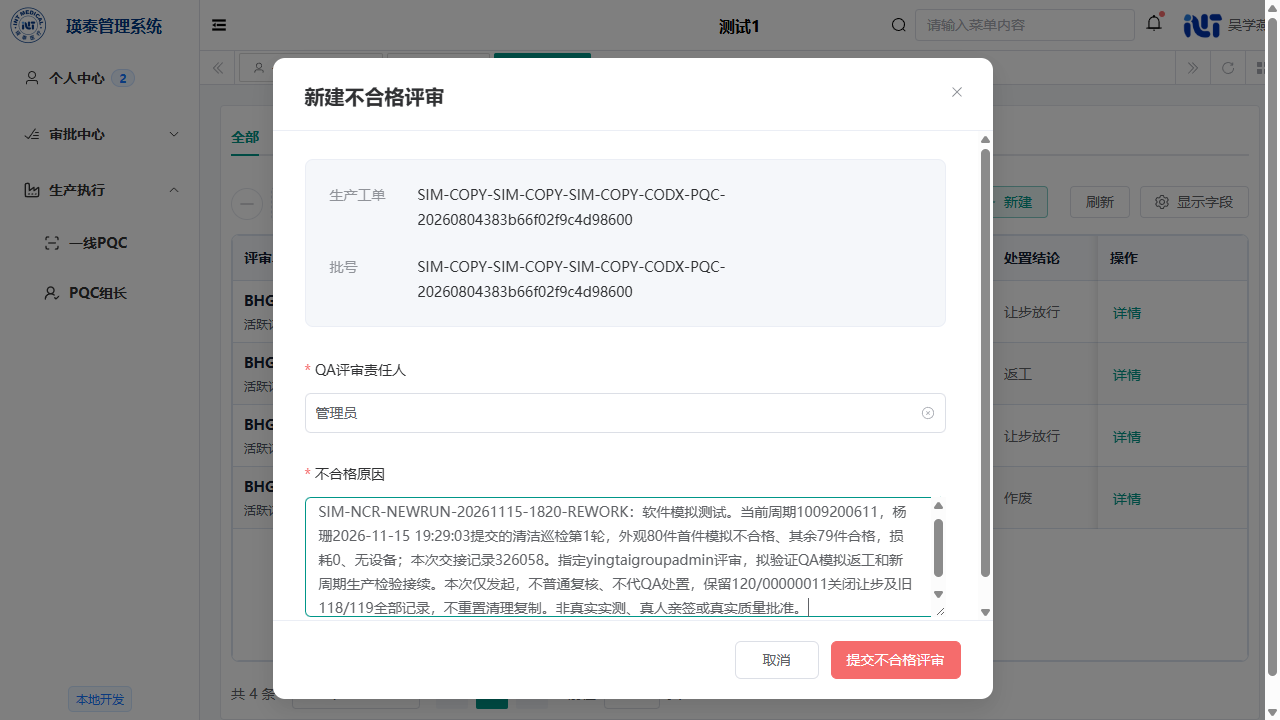 瑛泰管理系统
测试1
请输入菜单内容
个人中心 2
审批中心
生产执行
一线PQC
PQC组长
本地开发
全部
新建
刷新
显示字段
处置结论
操作
BHG
让步放行
详情
BHG
返工
详情
BHG
让步放行
详情
BHG
作废
详情
共 4 条
新建不合格评审
生产工单
SIM-COPY-SIM-COPY-SIM-COPY-CODX-PQC-
20260804383b66f02f9c4d98600
批号
SIM-COPY-SIM-COPY-SIM-COPY-CODX-PQC-
20260804383b66f02f9c4d98600
* QA评审责任人
管理员
* 不合格原因
SIM-NCR-NEWRUN-20261115-1820-REWORK：软件模拟测试。当前周期1009200611，杨
珊2026-11-15 19:29:03提交的清洁巡检第1轮，外观80件首件模拟不合格、其余79件合格，损
耗0、无设备；本次交接记录326058。指定yingtaigroupadmin评审，拟验证QA模拟返工和新
周期生产检验接续。本次仅发起，不普通复核、不代QA处置，保留120/00000011关闭让步及旧
118/119全部记录，不重置清理复制。非真实实测、真人亲签或真实质量批准。
取消
提交不合格评审